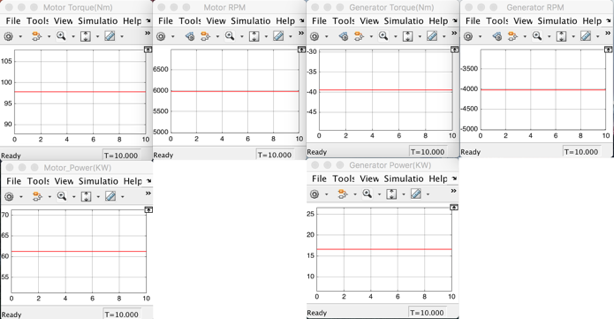 Motor Torque(Nm)
File Tools View Simulatio Help
105
100
95
90
0 2 4 6 8 10
Ready T=10.000
Motor RPM
File Tools View Simulatio Help
6500
6000
5500
5000
0 2 4 6 8 10
Ready T=10.000
Generator Torque(Nm)
File Tools View Simulatio Help
-30
-35
-40
-45
0 2 4 6 8 10
Ready T=10.000
Generator RPM
File Tools View Simulatio Help
-3500
-4000
-4500
-5000
0 2 4 6 8 10
Ready T=10.000
Motor_Power(KW)
File Tools View Simulatio Help
70
65
60
55
0 2 4 6 8 10
Ready T=10.000
Generator Power(KW)
File Tools View Simulatio Help
25
20
15
10
0 2 4 6 8 10
Ready T=10.000